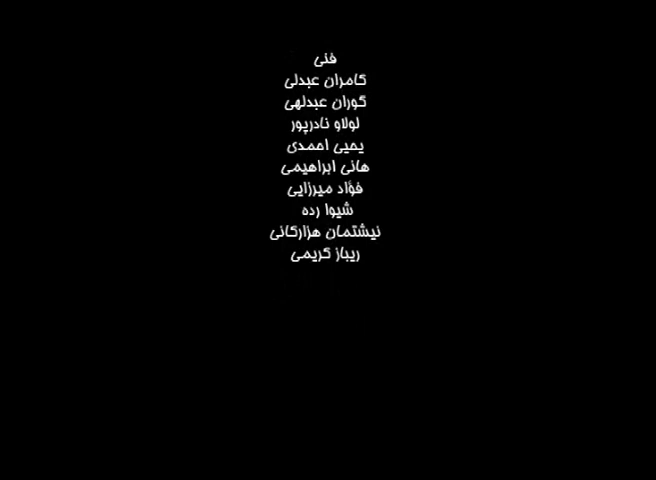 فنی
کامران عبدلی
گوران عبدلهی
لولاو نادرپور
یحیی احمدی
هانی ابراهیمی
فؤاد میرزایی
شیوا رده
نیشتمان هزارکانی
ریباز کریمی